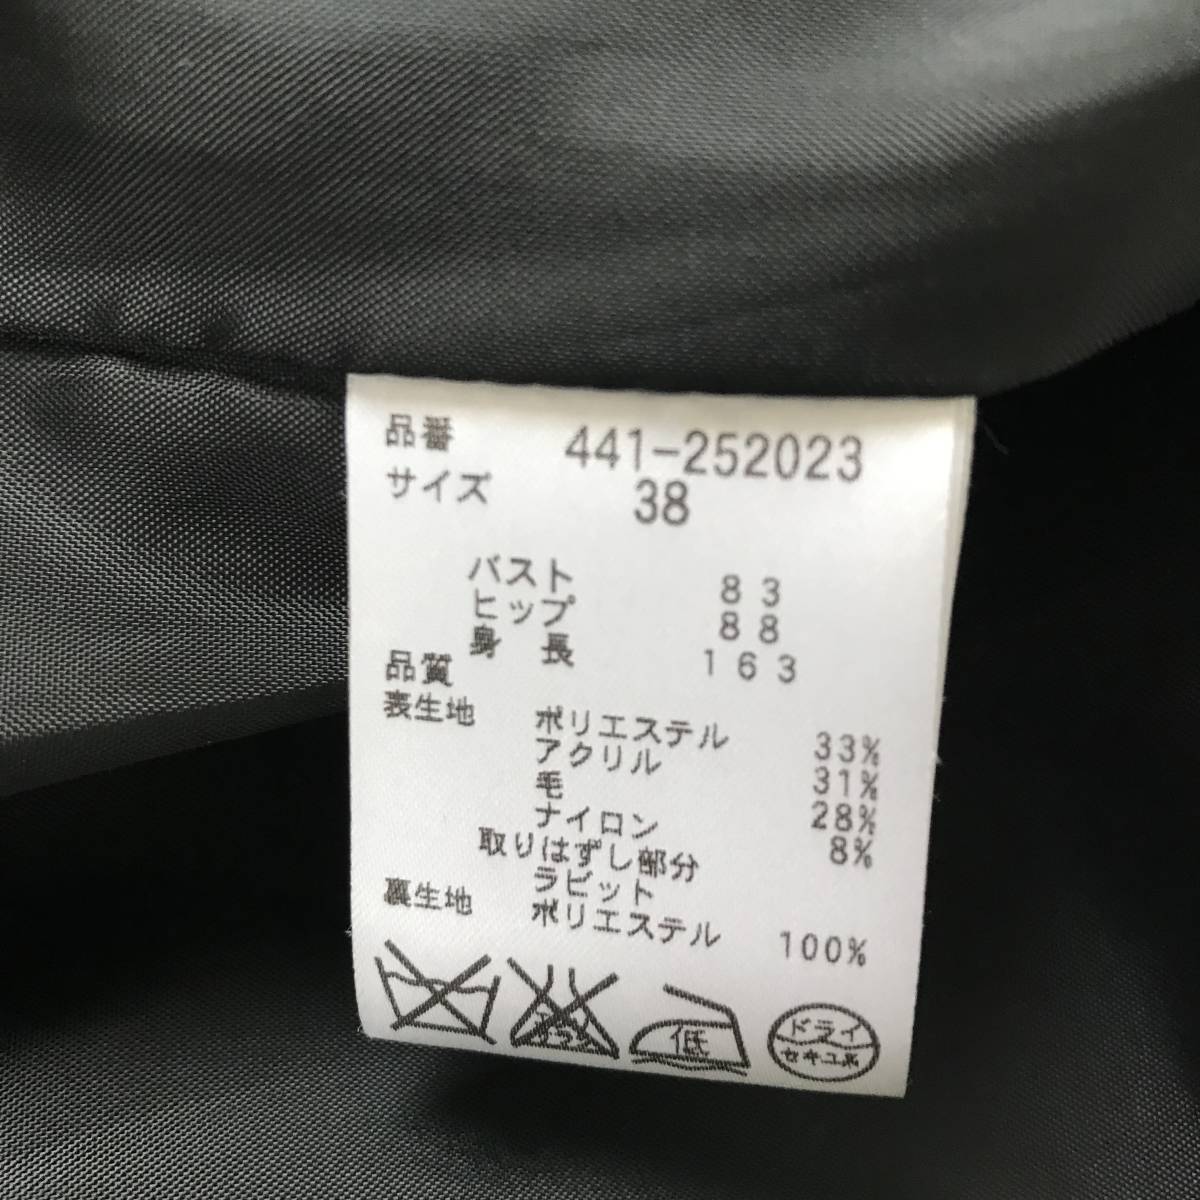 品番 441-252023
サイズ 38
バスト 83
ヒップ 88
身長 163
品質
表生地 ポリエステル 33%
アクリル 31%
毛 28%
ナイロン 8%
取りはずし部分
ラビット
裏生地 ポリエステル 100%
低
ドライ
セキユ系